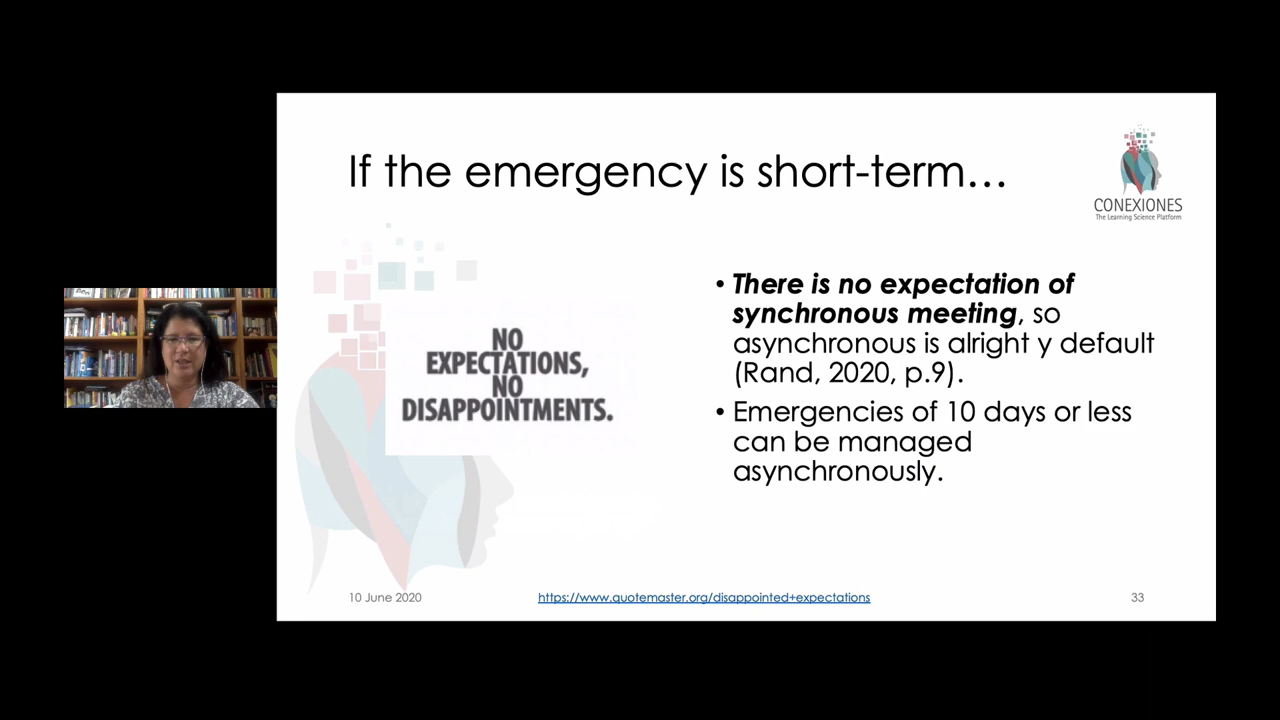 If the emergency is short-term…
CONEXIONES
The Learning Science Platform
NO
EXPECTATIONS,
NO
DISAPPOINTMENTS.
• There is no expectation of
synchronous meeting, so
asynchronous is alright y default
(Rand, 2020, p.9).
• Emergencies of 10 days or less
can be managed
asynchronously.
10 June 2020
https://www.quotemaster.org/disappointed+expectations
33